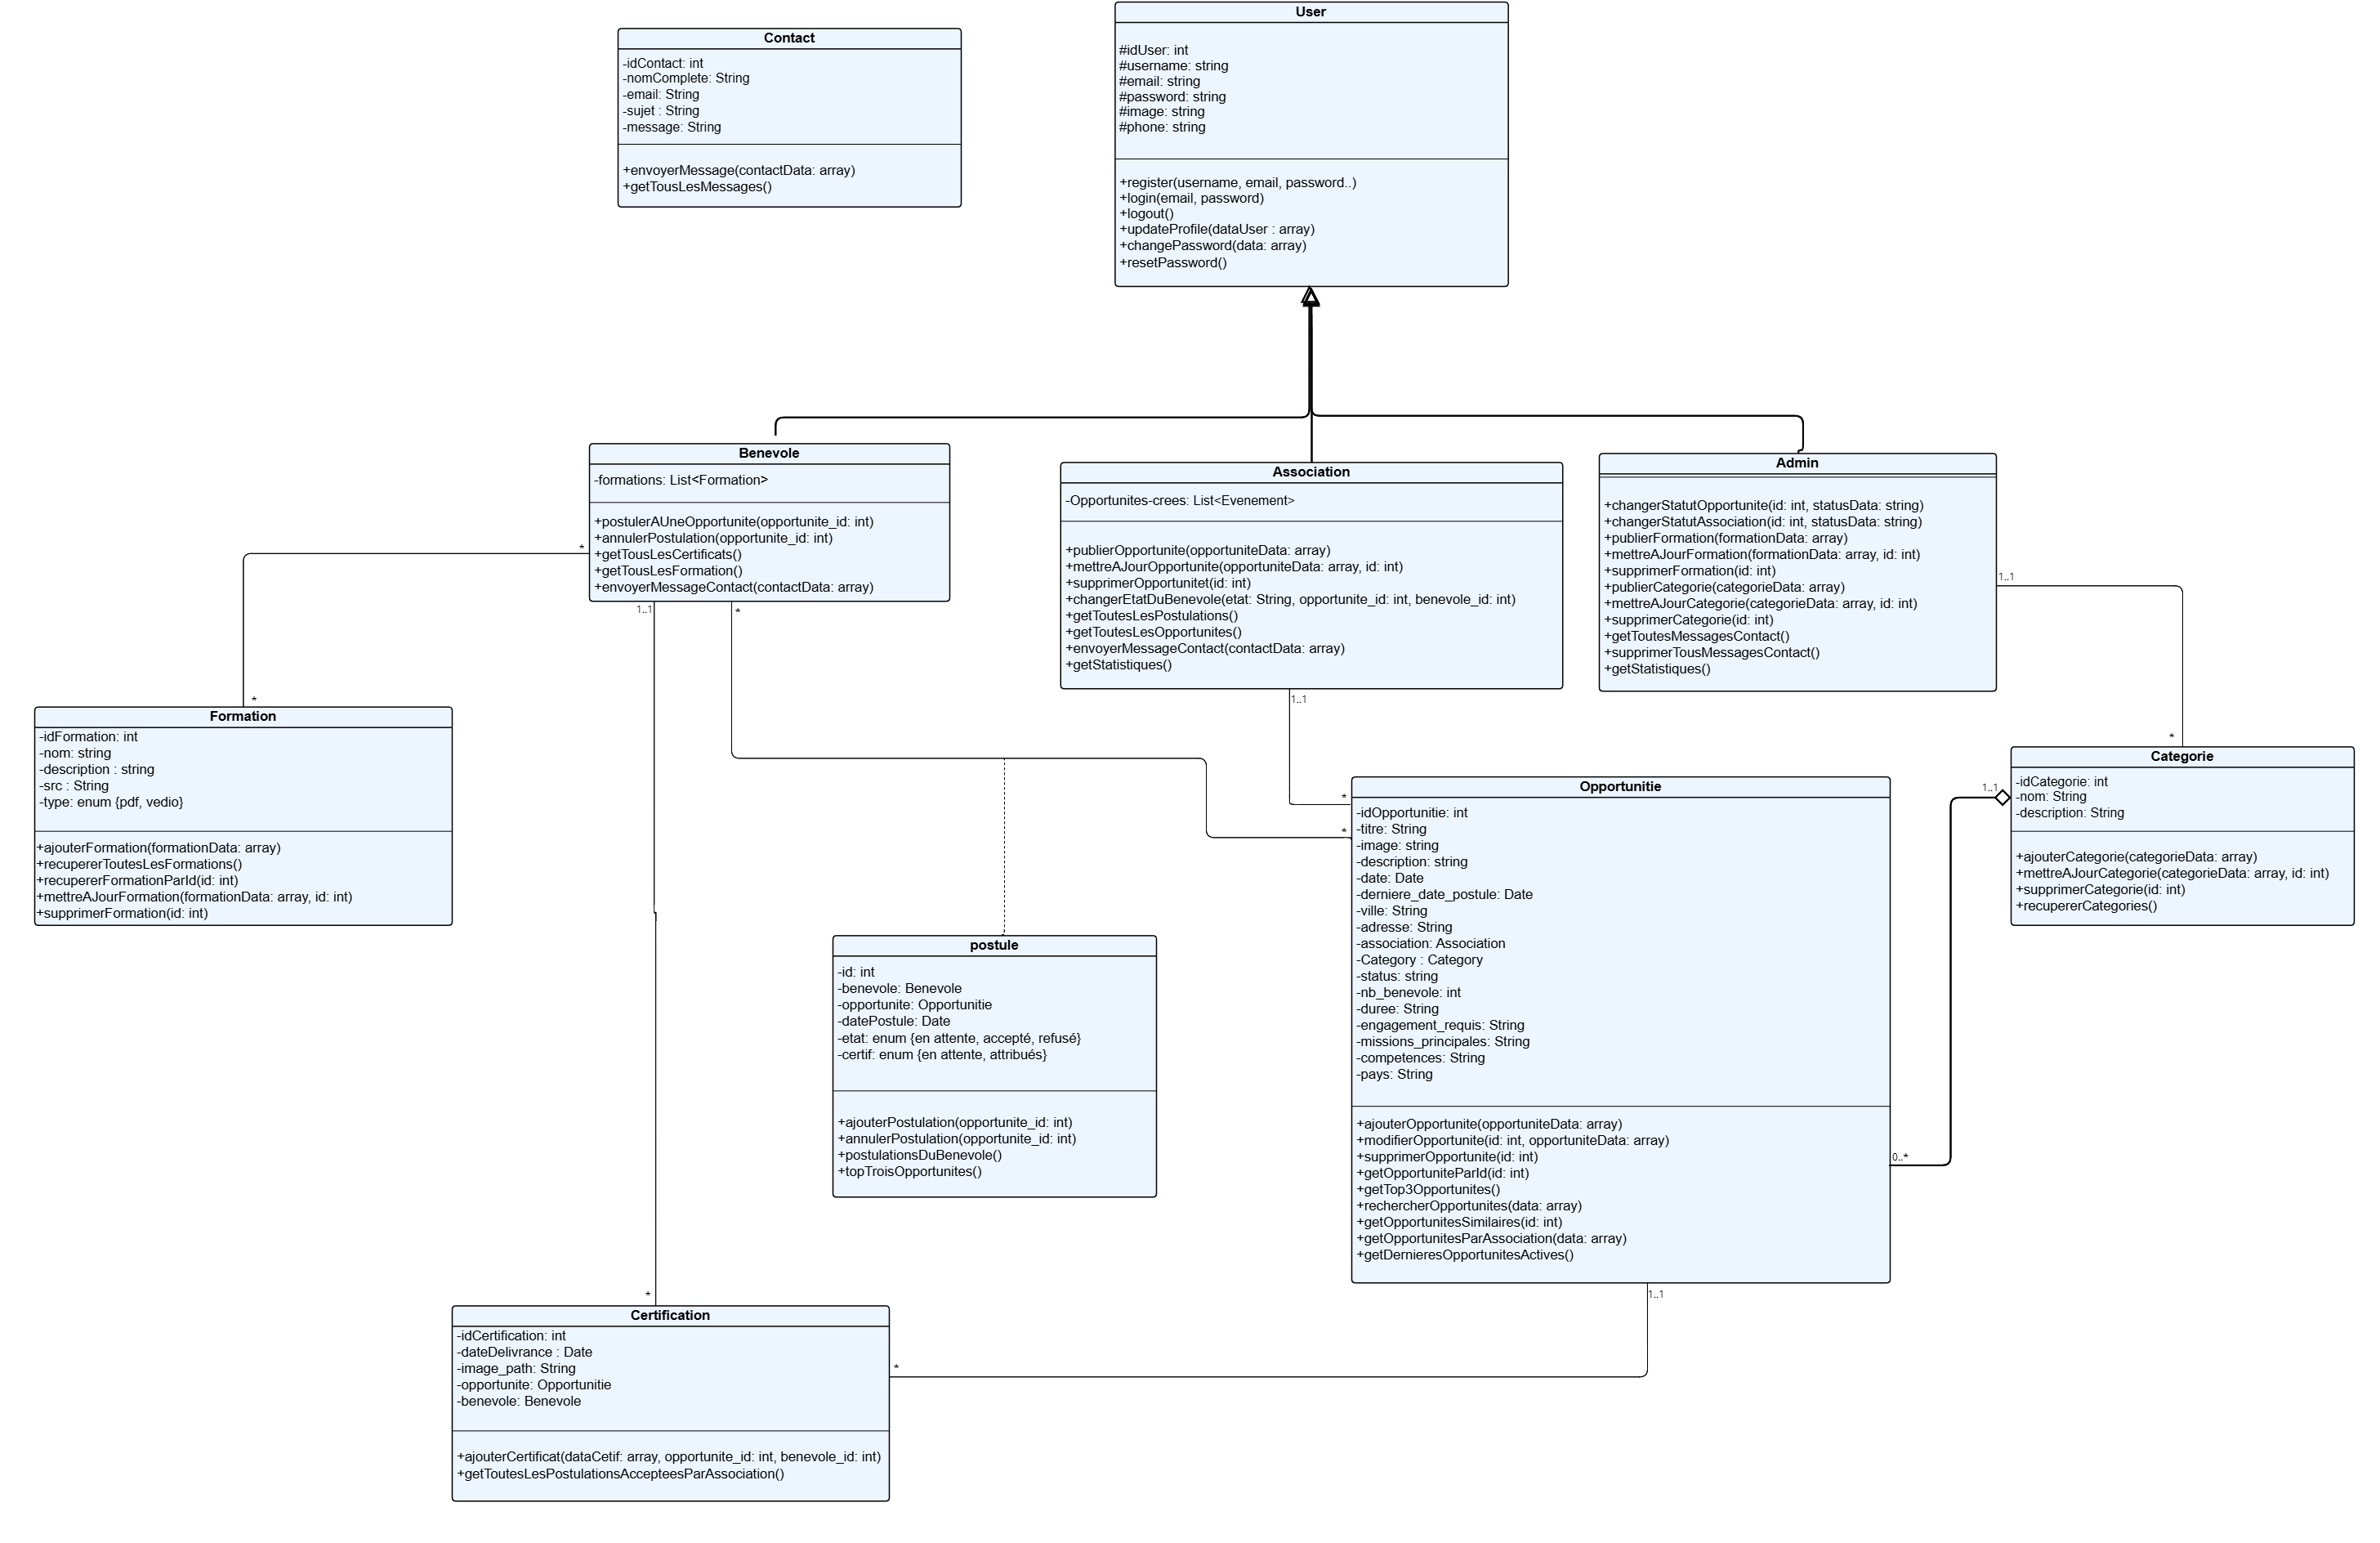 User
#idUser: int
#username: string
#email: string
#password: string
#image: string
#phone: string
+register(username, email, password..)
+login(email, password)
+logout()
+updateProfile(dataUser : array)
+changePassword(data: array)
+resetPassword()
Contact
-idContact: int
-nomComplete: String
-email: String
-sujet : String
-message: String
+envoyerMessage(contactData: array)
+getTousLesMessages()
Benevole
-formations: List<Formation>
+postulerAUneOpportunite(opportunite_id: int)
+annulerPostulation(opportunite_id: int)
+getTousLesCertificats()
+getTousLesFormation()
+envoyerMessageContact(contactData: array)
*
1..1
*
Association
-Opportunites-crees: List<Evenement>
+publierOpportunite(opportuniteData: array)
+mettreAJourOpportunite(opportuniteData: array, id: int)
+supprimerOpportunitet(id: int)
+changerEtatDuBenevole(etat: String, opportunite_id: int, benevole_id: int)
+getToutesLesPostulations()
+getToutesLesOpportunites()
+envoyerMessageContact(contactData: array)
+getStatistiques()
1..1
Admin
+changerStatutOpportunite(id: int, statusData: string)
+changerStatutAssociation(id: int, statusData: string)
+publierFormation(formationData: array)
+mettreAJourFormation(formationData: array, id: int)
+supprimerFormation(id: int)
+publierCategorie(categorieData: array)
+mettreAJourCategorie(categorieData: array, id: int)
+supprimerCategorie(id: int)
+getToutesMessagesContact()
+supprimerTousMessagesContact()
+getStatistiques()
1..1
*
Formation
-idFormation: int
-nom: string
-description : string
-src : String
-type: enum {pdf, vedio}
+ajouterFormation(formationData: array)
+recupererToutesLesFormations()
+recupererFormationParId(id: int)
+mettreAJourFormation(formationData: array, id: int)
+supprimerFormation(id: int)
*
Categorie
-idCategorie: int
-nom: String
-description: String
+ajouterCategorie(categorieData: array)
+mettreAJourCategorie(categorieData: array, id: int)
+supprimerCategorie(id: int)
+recupererCategories()
1..1
*
*
Opportunitie
-idOpportunitie: int
-titre: String
-image: string
-description: string
-date: Date
-derniere_date_postule: Date
-ville: String
-adresse: String
-association: Association
-Category : Category
-status: string
-nb_benevole: int
-duree: String
-engagement_requis: String
-missions_principales: String
-competences: String
-pays: String
+ajouterOpportunite(opportuniteData: array)
+modifierOpportunite(id: int, opportuniteData: array)
+supprimerOpportunite(id: int)
+getOpportuniteParId(id: int)
+getTop3Opportunites()
+rechercherOpportunites(data: array)
+getOpportunitesSimilaires(id: int)
+getOpportunitesParAssociation(data: array)
+getDernieresOpportunitesActives()
0..*
1..1
postule
-id: int
-benevole: Benevole
-opportunite: Opportunitie
-datePostule: Date
-etat: enum {en attente, accepté, refusé}
-certif: enum {en attente, attribués}
+ajouterPostulation(opportunite_id: int)
+annulerPostulation(opportunite_id: int)
+postulationsDuBenevole()
+topTroisOpportunites()
*
Certification
-idCertification: int
-dateDelivrance : Date
-image_path: String
-opportunite: Opportunitie
-benevole: Benevole
+ajouterCertificat(dataCetif: array, opportunite_id: int, benevole_id: int)
+getToutesLesPostulationsAccepteesParAssociation()
*